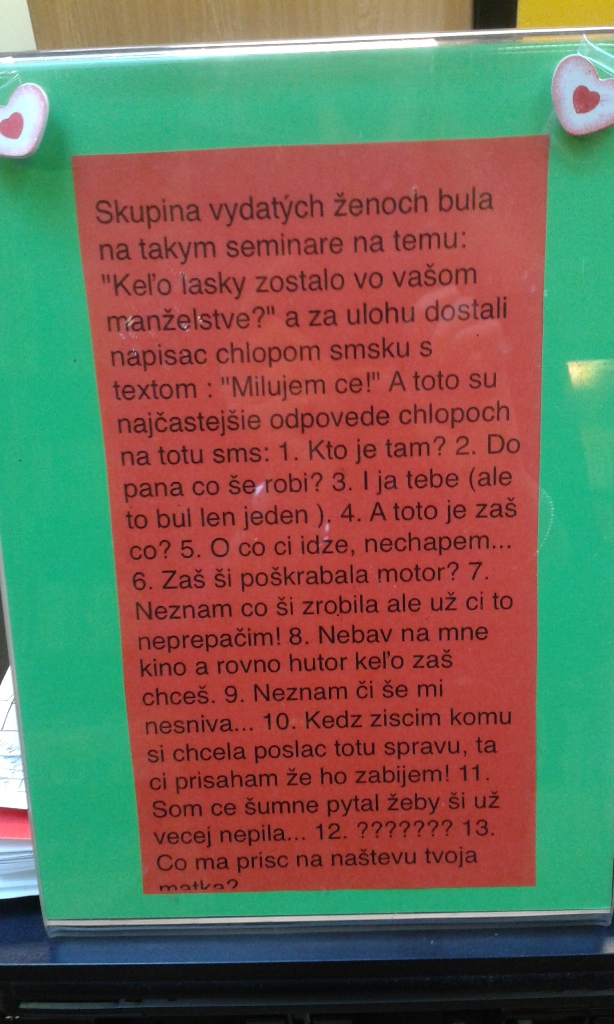 Skupina vydatých ženoch bula
na takym seminare na temu:
"Keľo lasky zostalo vo vašom
manželstve?" a za ulohu dostali
napisac chlopom smsku s
textom : "Milujem ce!" A toto su
najčastejšie odpovede chlopoch
na totu sms: 1. Kto je tam? 2. Do
pana co še robi? 3. I ja tebe (ale
to bul len jeden ). 4. A toto je zaš
co? 5. O co ci idze, nechapem...
6. Zaš ši poškrabala motor? 7.
Neznam co ši zrobila ale už ci to
neprepačim! 8. Nebav na mne
kino a rovno hutor keľo zaš
chceš. 9. Neznam či še mi
nesniva... 10. Kedz ziscim komu
si chcela poslac totu spravu, ta
ci prisaham že ho zabijem! 11.
Som ce šumne pytal žeby ši už
vecej nepila... 12. ??????? 13.
Co ma prisc na naštevu tvoja
matka?